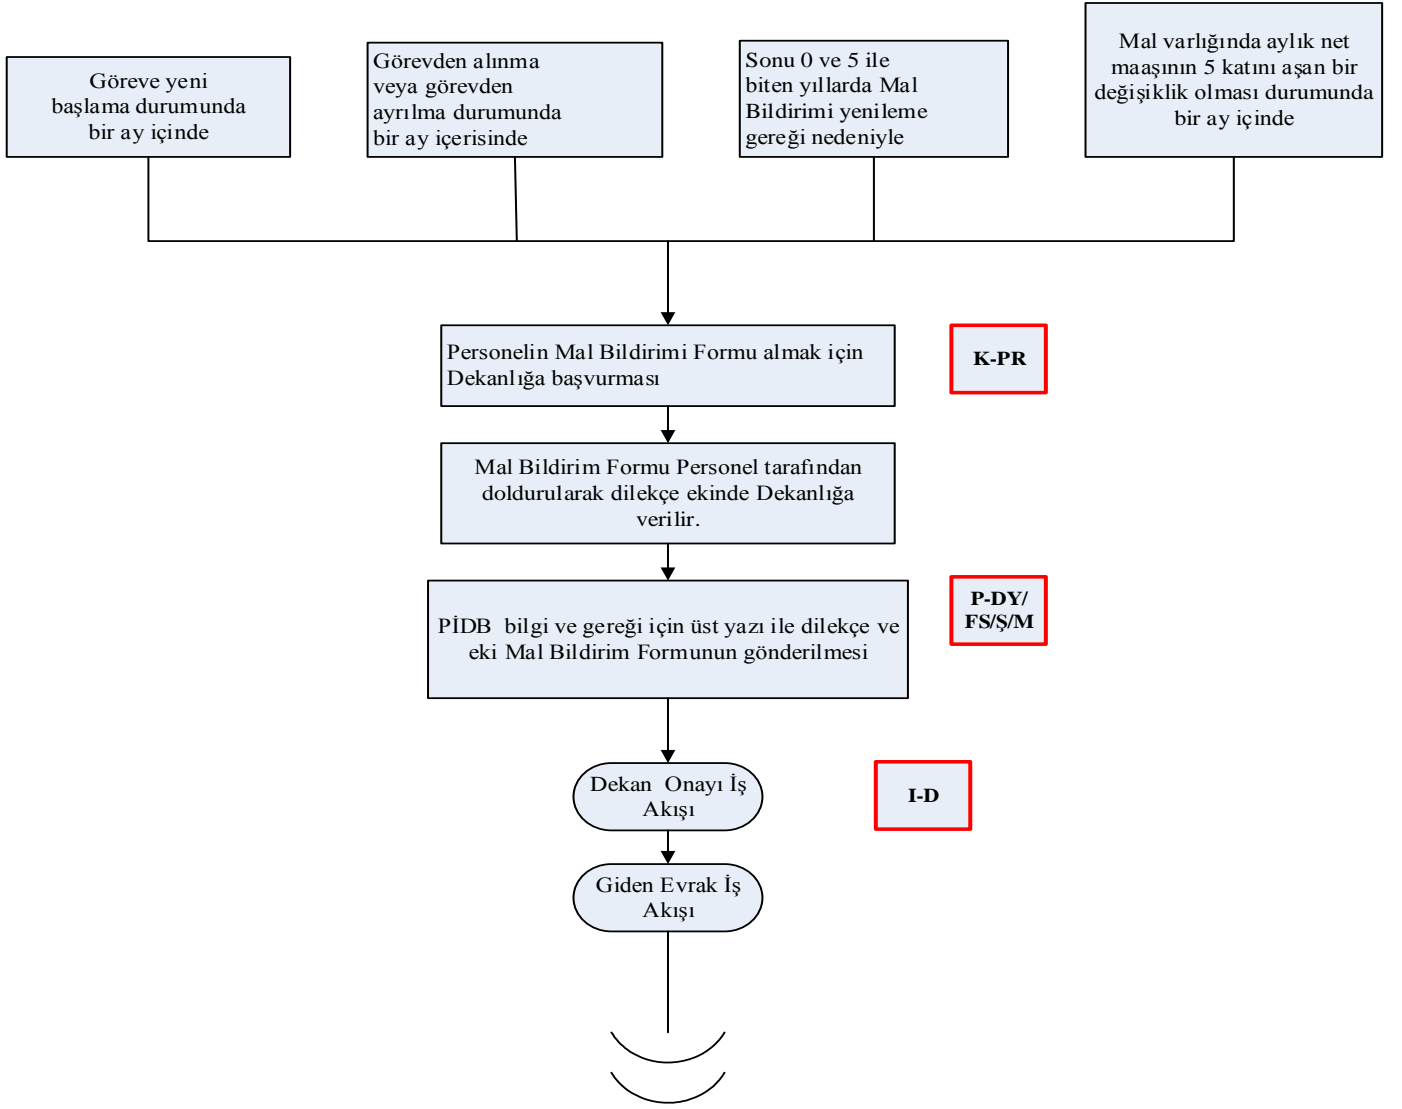 Göreve yeni
başlama durumunda
bir ay içinde
Görevden alınma
veya görevden
ayrılma durumunda
bir ay içerisinde
Sonu 0 ve 5 ile
biten yıllarda Mal
Bildirimi yenileme
gereği nedeniyle
Mal varlığında aylık net
maaşının 5 katını aşan bir
değişiklik olması durumunda
bir ay içinde
Personelin Mal Bildirimi Formu almak için
Dekanlığa başvurması
K-PR
Mal Bildirim Formu Personel tarafından
doldurularak dilekçe ekinde Dekanlığa
verilir.
PİDB bilgi ve gereği için üst yazı ile dilekçe ve
eki Mal Bildirim Formunun gönderilmesi
P-DY/
FS/Ş/M
Dekan Onayı İş
Akışı
I-D
Giden Evrak İş
Akışı